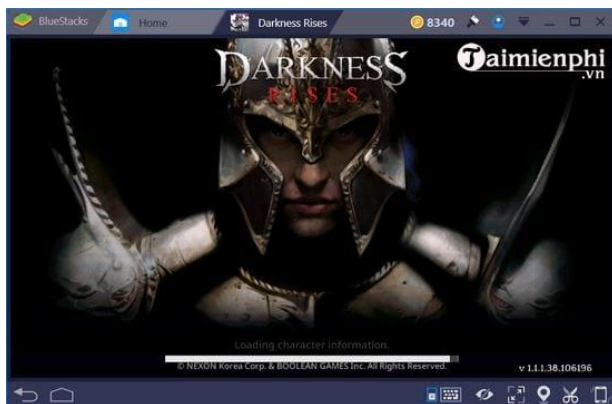 BlueStacks
Home
Darkness Rises
8340
DARKNESS
RISES
Taimienphi
.vn
Loading character information.
© NEXON Korea Corp. & BOOLEAN GAMES Inc. All Rights Reserved.
v 1.1.1.38.106196